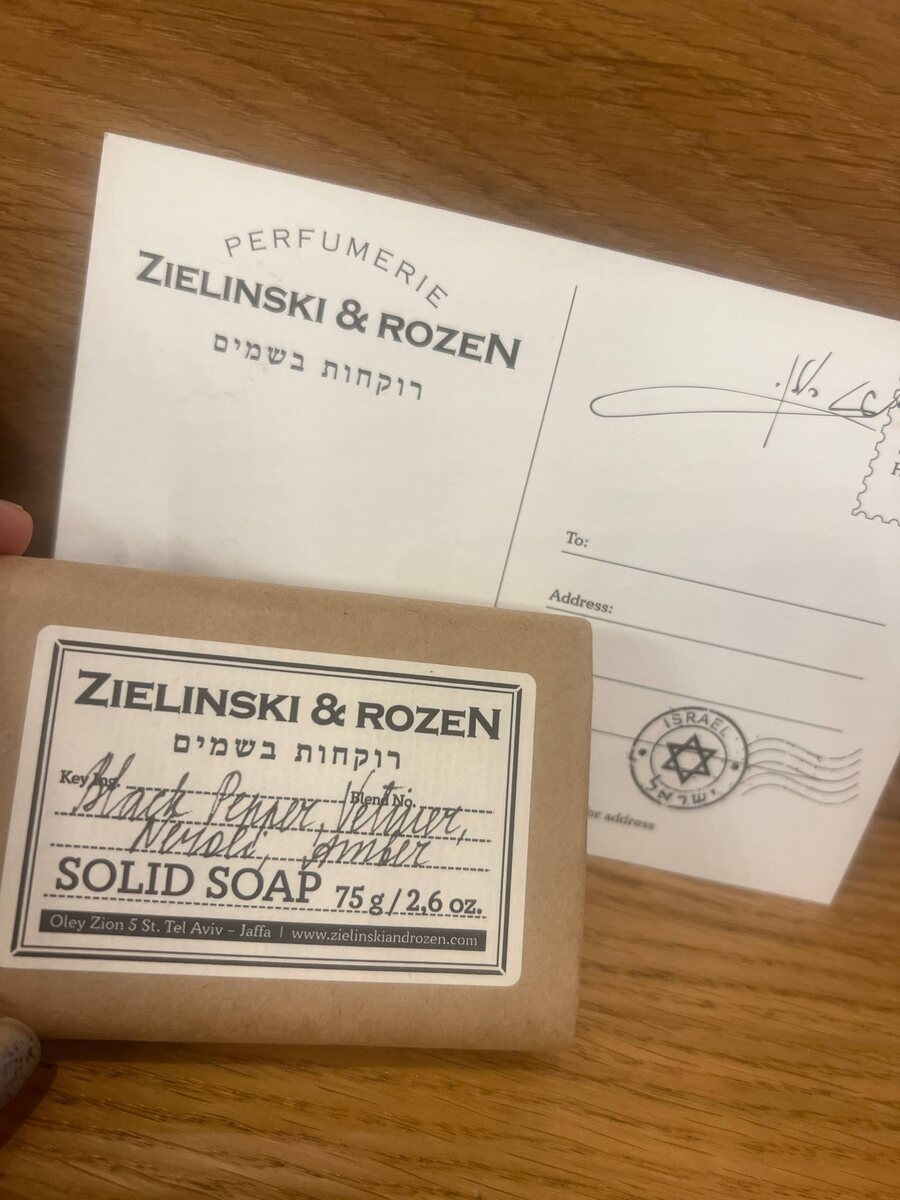 PERFUMERIE
ZIELINSKI & ROZEN
רוקחות בשמים
To:
Address:
ISRAEL
ישראל
or address
ZIELINSKI & ROZEN
רוקחות בשמים
Key Ing. Blend No.
Black Pepper, Vetiver,
Neroli, Amber
SOLID SOAP 75 g / 2,6 oz.
Oley Zion 5 St. Tel Aviv - Jaffa | www.zielinskiandrozen.com